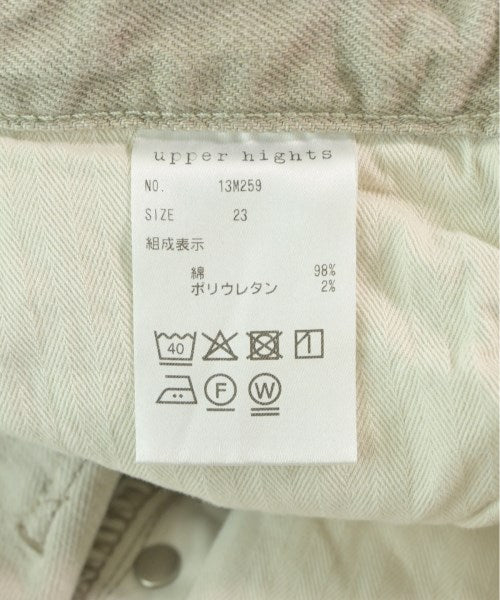 upper hights
NO. 13M259
SIZE 23
組成表示
綿 98%
ポリウレタン 2%
40
F W